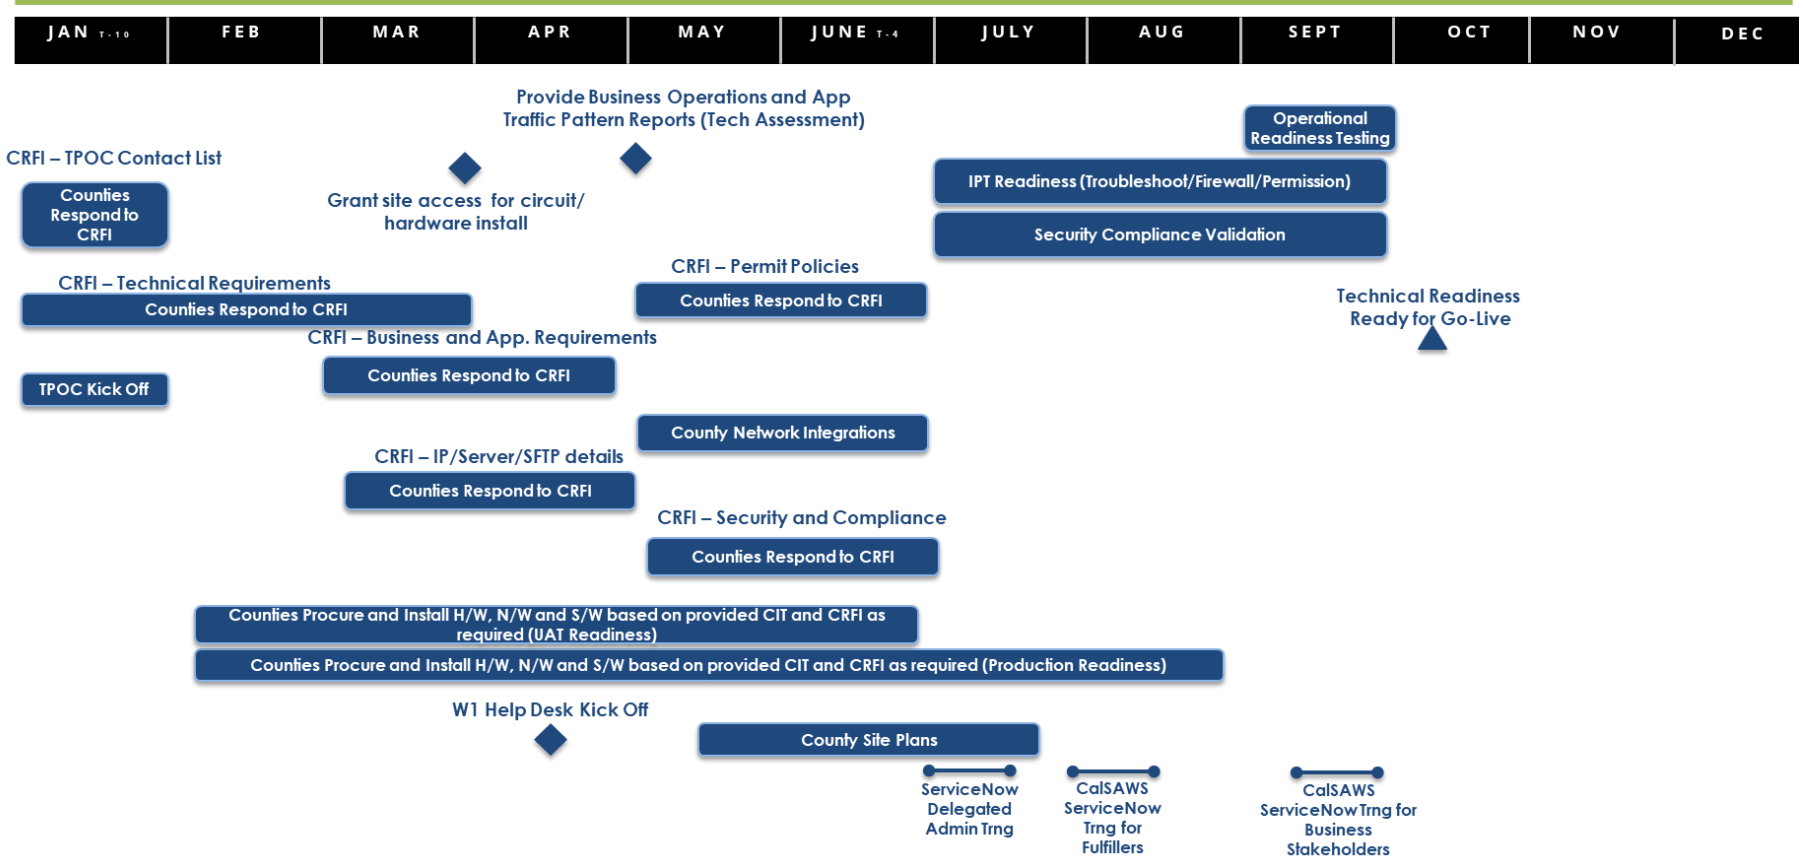 JAN T-10 FEB MAR APR MAY JUNE T-4 JULY AUG SEPT OCT NOV DEC
Provide Business Operations and App
Traffic Pattern Reports (Tech Assessment)
Operational
Readiness Testing
CRFI – TPOC Contact List
Counties
Respond to
CRFI
Grant site access for circuit/
hardware install
IPT Readiness (Troubleshoot/Firewall/Permission)
Security Compliance Validation
CRFI – Technical Requirements
Counties Respond to CRFI
CRFI – Permit Policies
Counties Respond to CRFI
Technical Readiness
Ready for Go-Live
CRFI – Business and App. Requirements
Counties Respond to CRFI
TPOC Kick Off
County Network Integrations
CRFI – IP/Server/SFTP details
Counties Respond to CRFI
CRFI – Security and Compliance
Counties Respond to CRFI
Counties Procure and Install H/W, N/W and S/W based on provided CIT and CRFI as
required (UAT Readiness)
Counties Procure and Install H/W, N/W and S/W based on provided CIT and CRFI as required (Production Readiness)
W1 Help Desk Kick Off
County Site Plans
ServiceNow
Delegated
Admin Trng
CalSAWS
ServiceNow
Trng for
Fulfillers
CalSAWS
ServiceNow Trng for
Business
Stakeholders